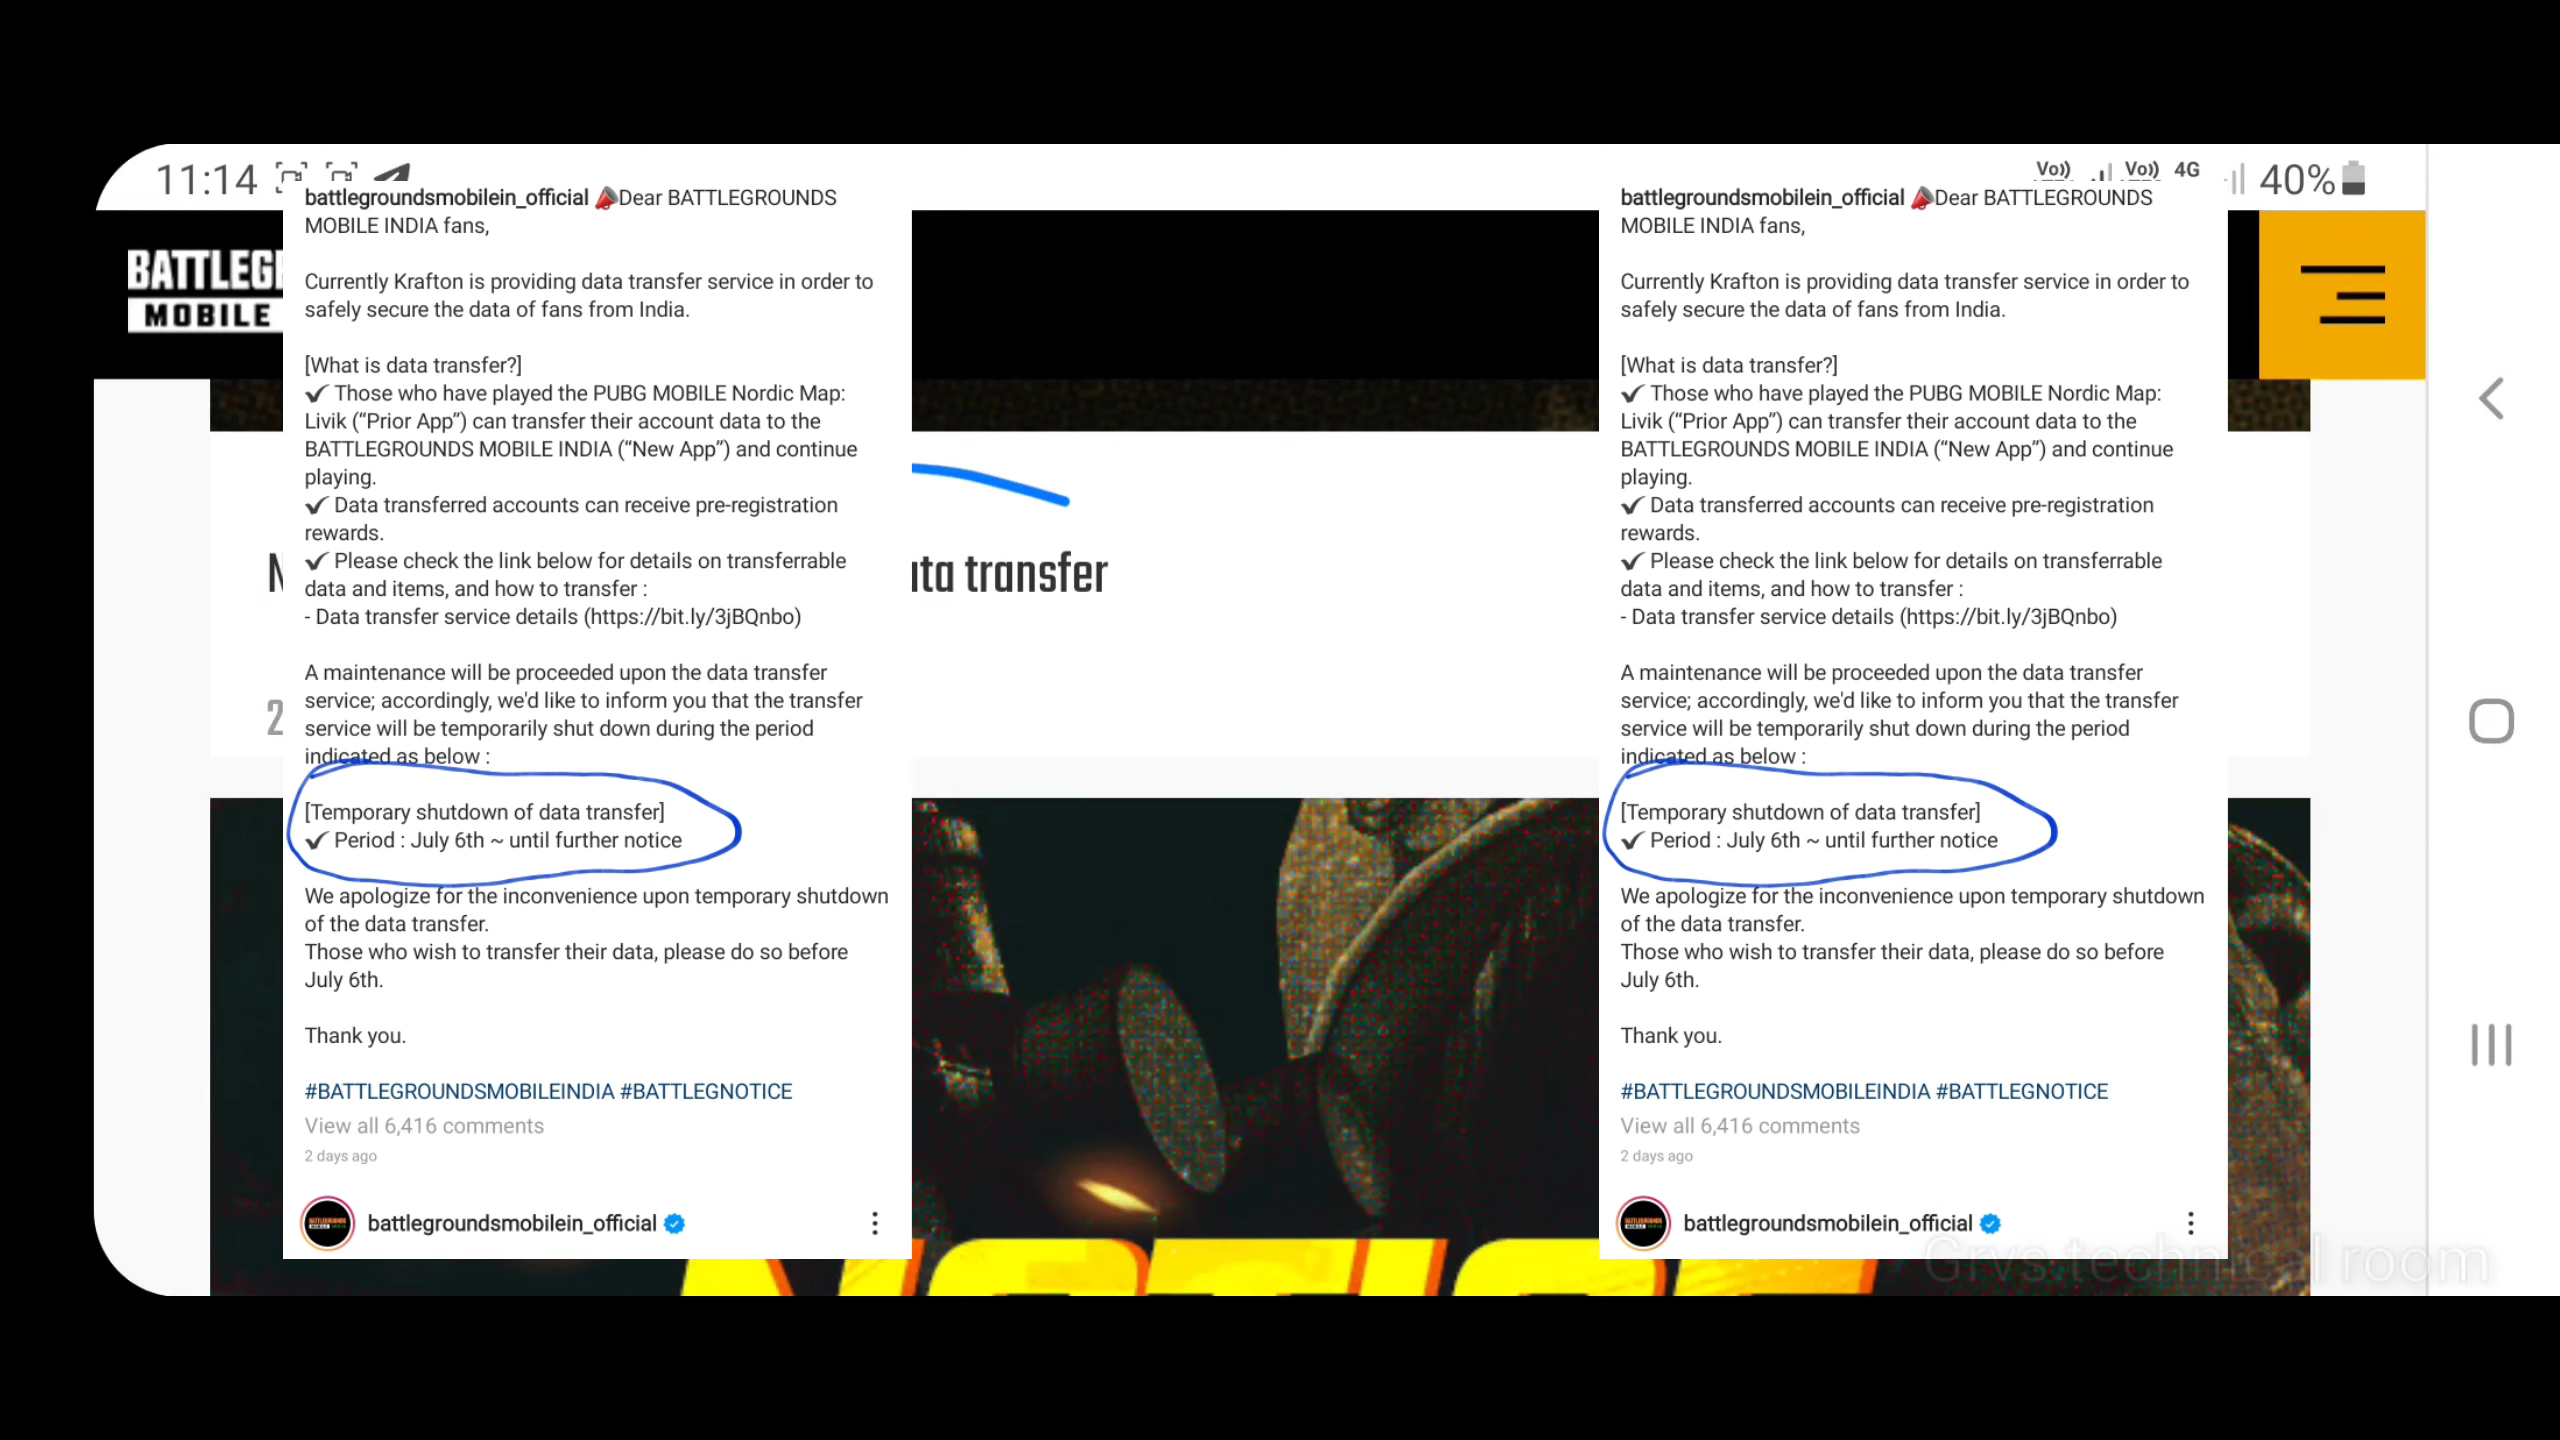 11:14
Vo)) Vo)) 4G 40%
BATTLEG
MOBILE
battlegroundsmobilein_official 📣Dear BATTLEGROUNDS
MOBILE INDIA fans,
Currently Krafton is providing data transfer service in order to
safely secure the data of fans from India.
[What is data transfer?]
✔ Those who have played the PUBG MOBILE Nordic Map:
Livik (“Prior App”) can transfer their account data to the
BATTLEGROUNDS MOBILE INDIA (“New App”) and continue
playing.
✔ Data transferred accounts can receive pre-registration
rewards.
✔ Please check the link below for details on transferrable
data and items, and how to transfer :
- Data transfer service details (https://bit.ly/3jBQnbo)
A maintenance will be proceeded upon the data transfer
service; accordingly, we'd like to inform you that the transfer
service will be temporarily shut down during the period
indicated as below :
[Temporary shutdown of data transfer]
✔ Period : July 6th ~ until further notice
We apologize for the inconvenience upon temporary shutdown
of the data transfer.
Those who wish to transfer their data, please do so before
July 6th.
Thank you.
#BATTLEGROUNDSMOBILEINDIA #BATTLEGNOTICE
View all 6,416 comments
2 days ago
battlegroundsmobilein_official
ta transfer
battlegroundsmobilein_official 📣Dear BATTLEGROUNDS
MOBILE INDIA fans,
Currently Krafton is providing data transfer service in order to
safely secure the data of fans from India.
[What is data transfer?]
✔ Those who have played the PUBG MOBILE Nordic Map:
Livik (“Prior App”) can transfer their account data to the
BATTLEGROUNDS MOBILE INDIA (“New App”) and continue
playing.
✔ Data transferred accounts can receive pre-registration
rewards.
✔ Please check the link below for details on transferrable
data and items, and how to transfer :
- Data transfer service details (https://bit.ly/3jBQnbo)
A maintenance will be proceeded upon the data transfer
service; accordingly, we'd like to inform you that the transfer
service will be temporarily shut down during the period
indicated as below :
[Temporary shutdown of data transfer]
✔ Period : July 6th ~ until further notice
We apologize for the inconvenience upon temporary shutdown
of the data transfer.
Those who wish to transfer their data, please do so before
July 6th.
Thank you.
#BATTLEGROUNDSMOBILEINDIA #BATTLEGNOTICE
View all 6,416 comments
2 days ago
battlegroundsmobilein_official
Grvs technical room